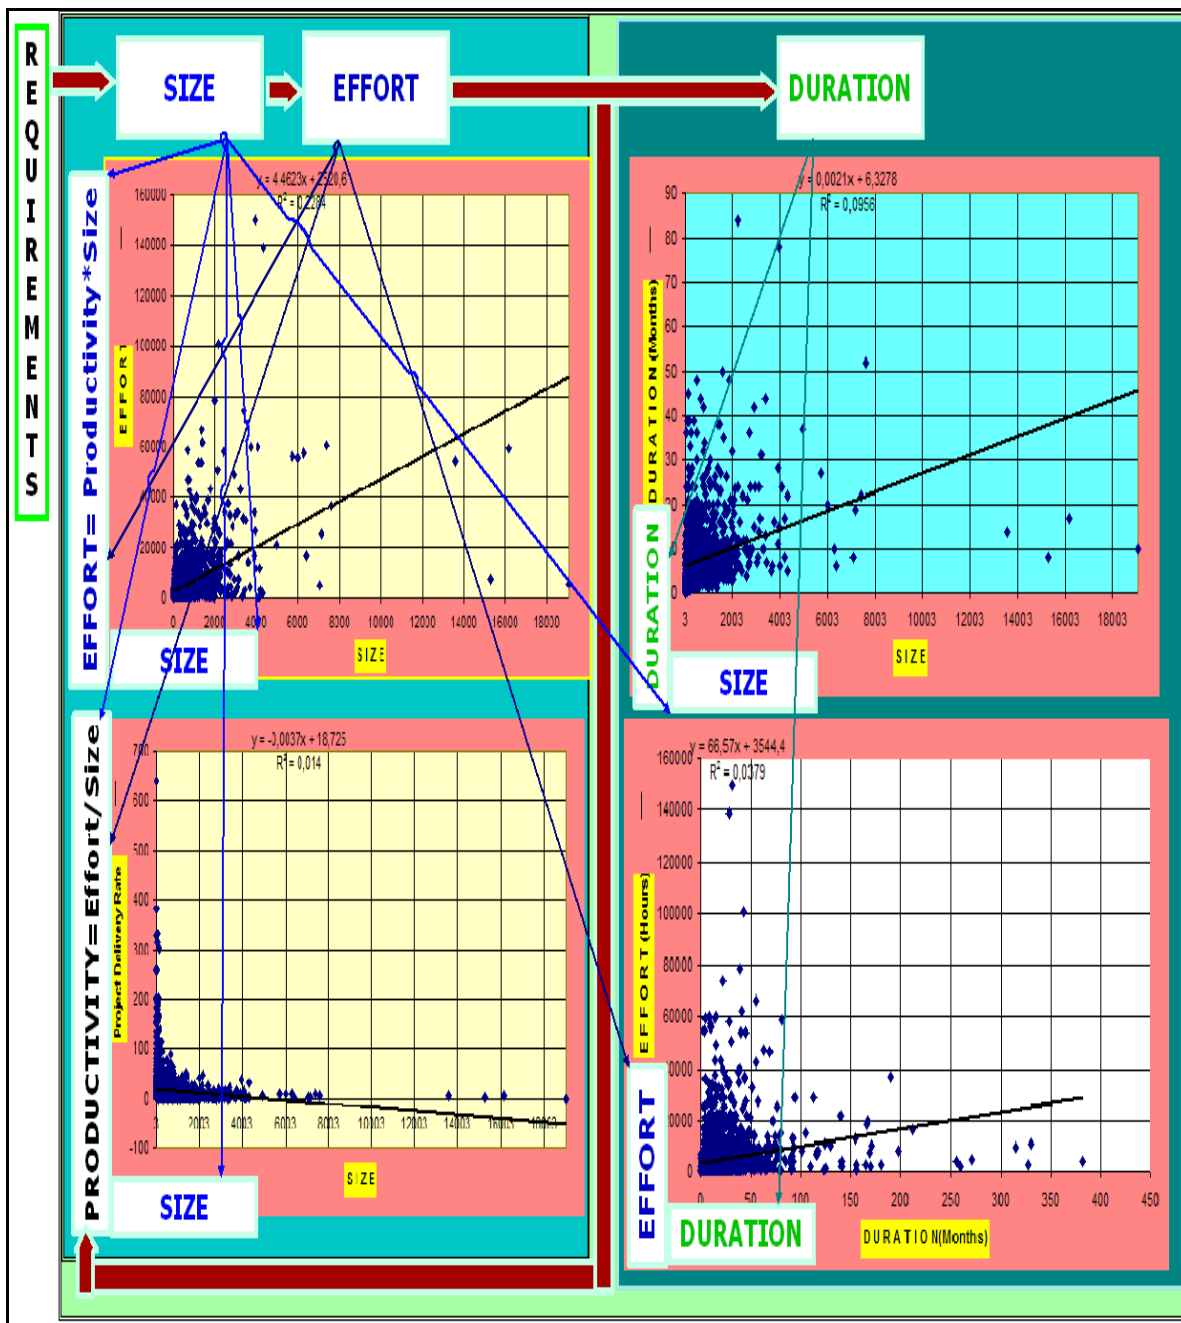 REQUIREMENTS
SIZE
EFFORT
DURATION
EFFORT= Productivity*Size
y = 4,4623x + 2520,6
R² = 0,2284
160000
140000
120000
100000
80000
60000
40000
20000
0
EFFORT
0 2000 4000 6000 8000 10000 12000 14000 16000 18000
SIZE
SIZE
DURATION
y = 0,0021x + 6,3278
R² = 0,0956
90
80
70
60
50
40
30
20
10
0
DURATION (Months)
3 2003 4003 6003 8003 10003 12003 14003 16003 18003
SIZE
SIZE
PRODUCTIVITY=Effort/Size
y = -0,0037x + 18,725
R² = 0,014
700
600
500
400
300
200
100
0
-100
Project Delivery Rate
3 2003 4003 6003 8003 10003 12003 14003 16003 18003
SIZE
SIZE
EFFORT
y = 66,57x + 3544,4
R² = 0,0379
160000
140000
120000
100000
80000
60000
40000
20000
0
EFFORT (Hours)
0 50 100 150 200 250 300 350 400 450
DURATION(Months)
DURATION